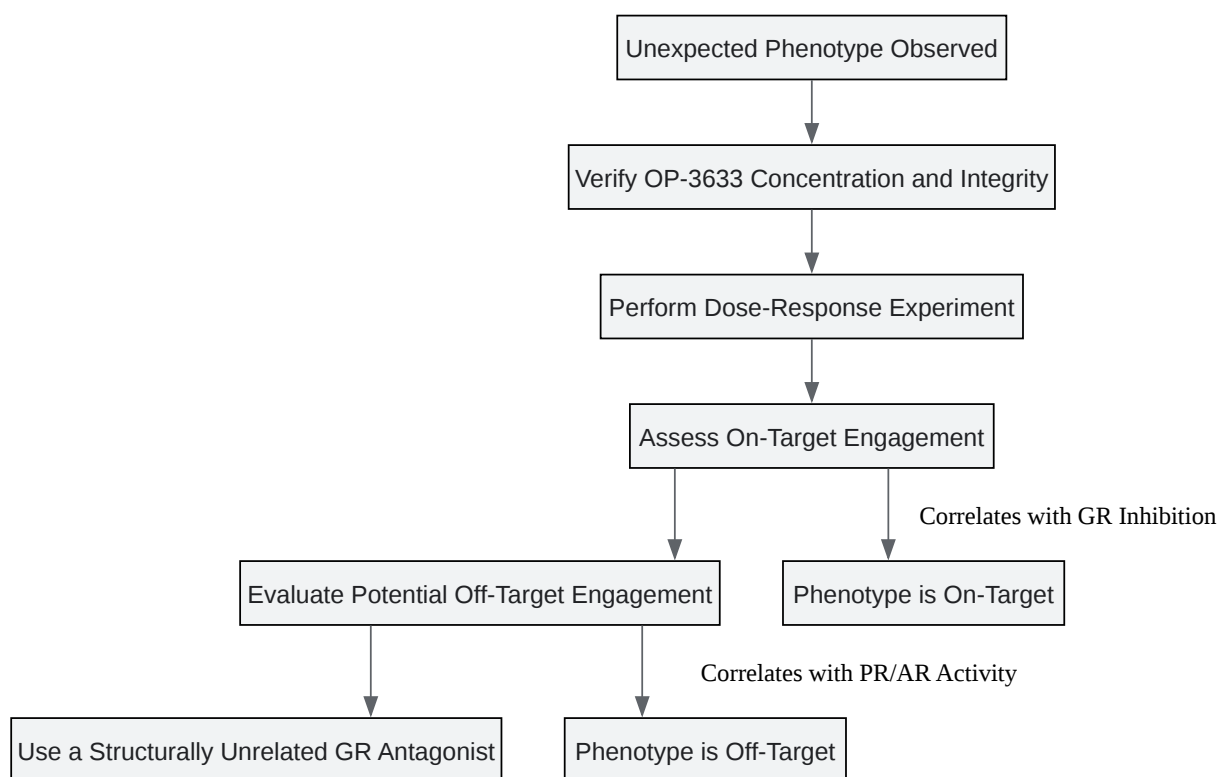 Unexpected Phenotype Observed
Verify OP-3633 Concentration and Integrity
Perform Dose-Response Experiment
Assess On-Target Engagement
Correlates with GR Inhibition
Evaluate Potential Off-Target Engagement
Phenotype is On-Target
Correlates with PR/AR Activity
Use a Structurally Unrelated GR Antagonist
Phenotype is Off-Target